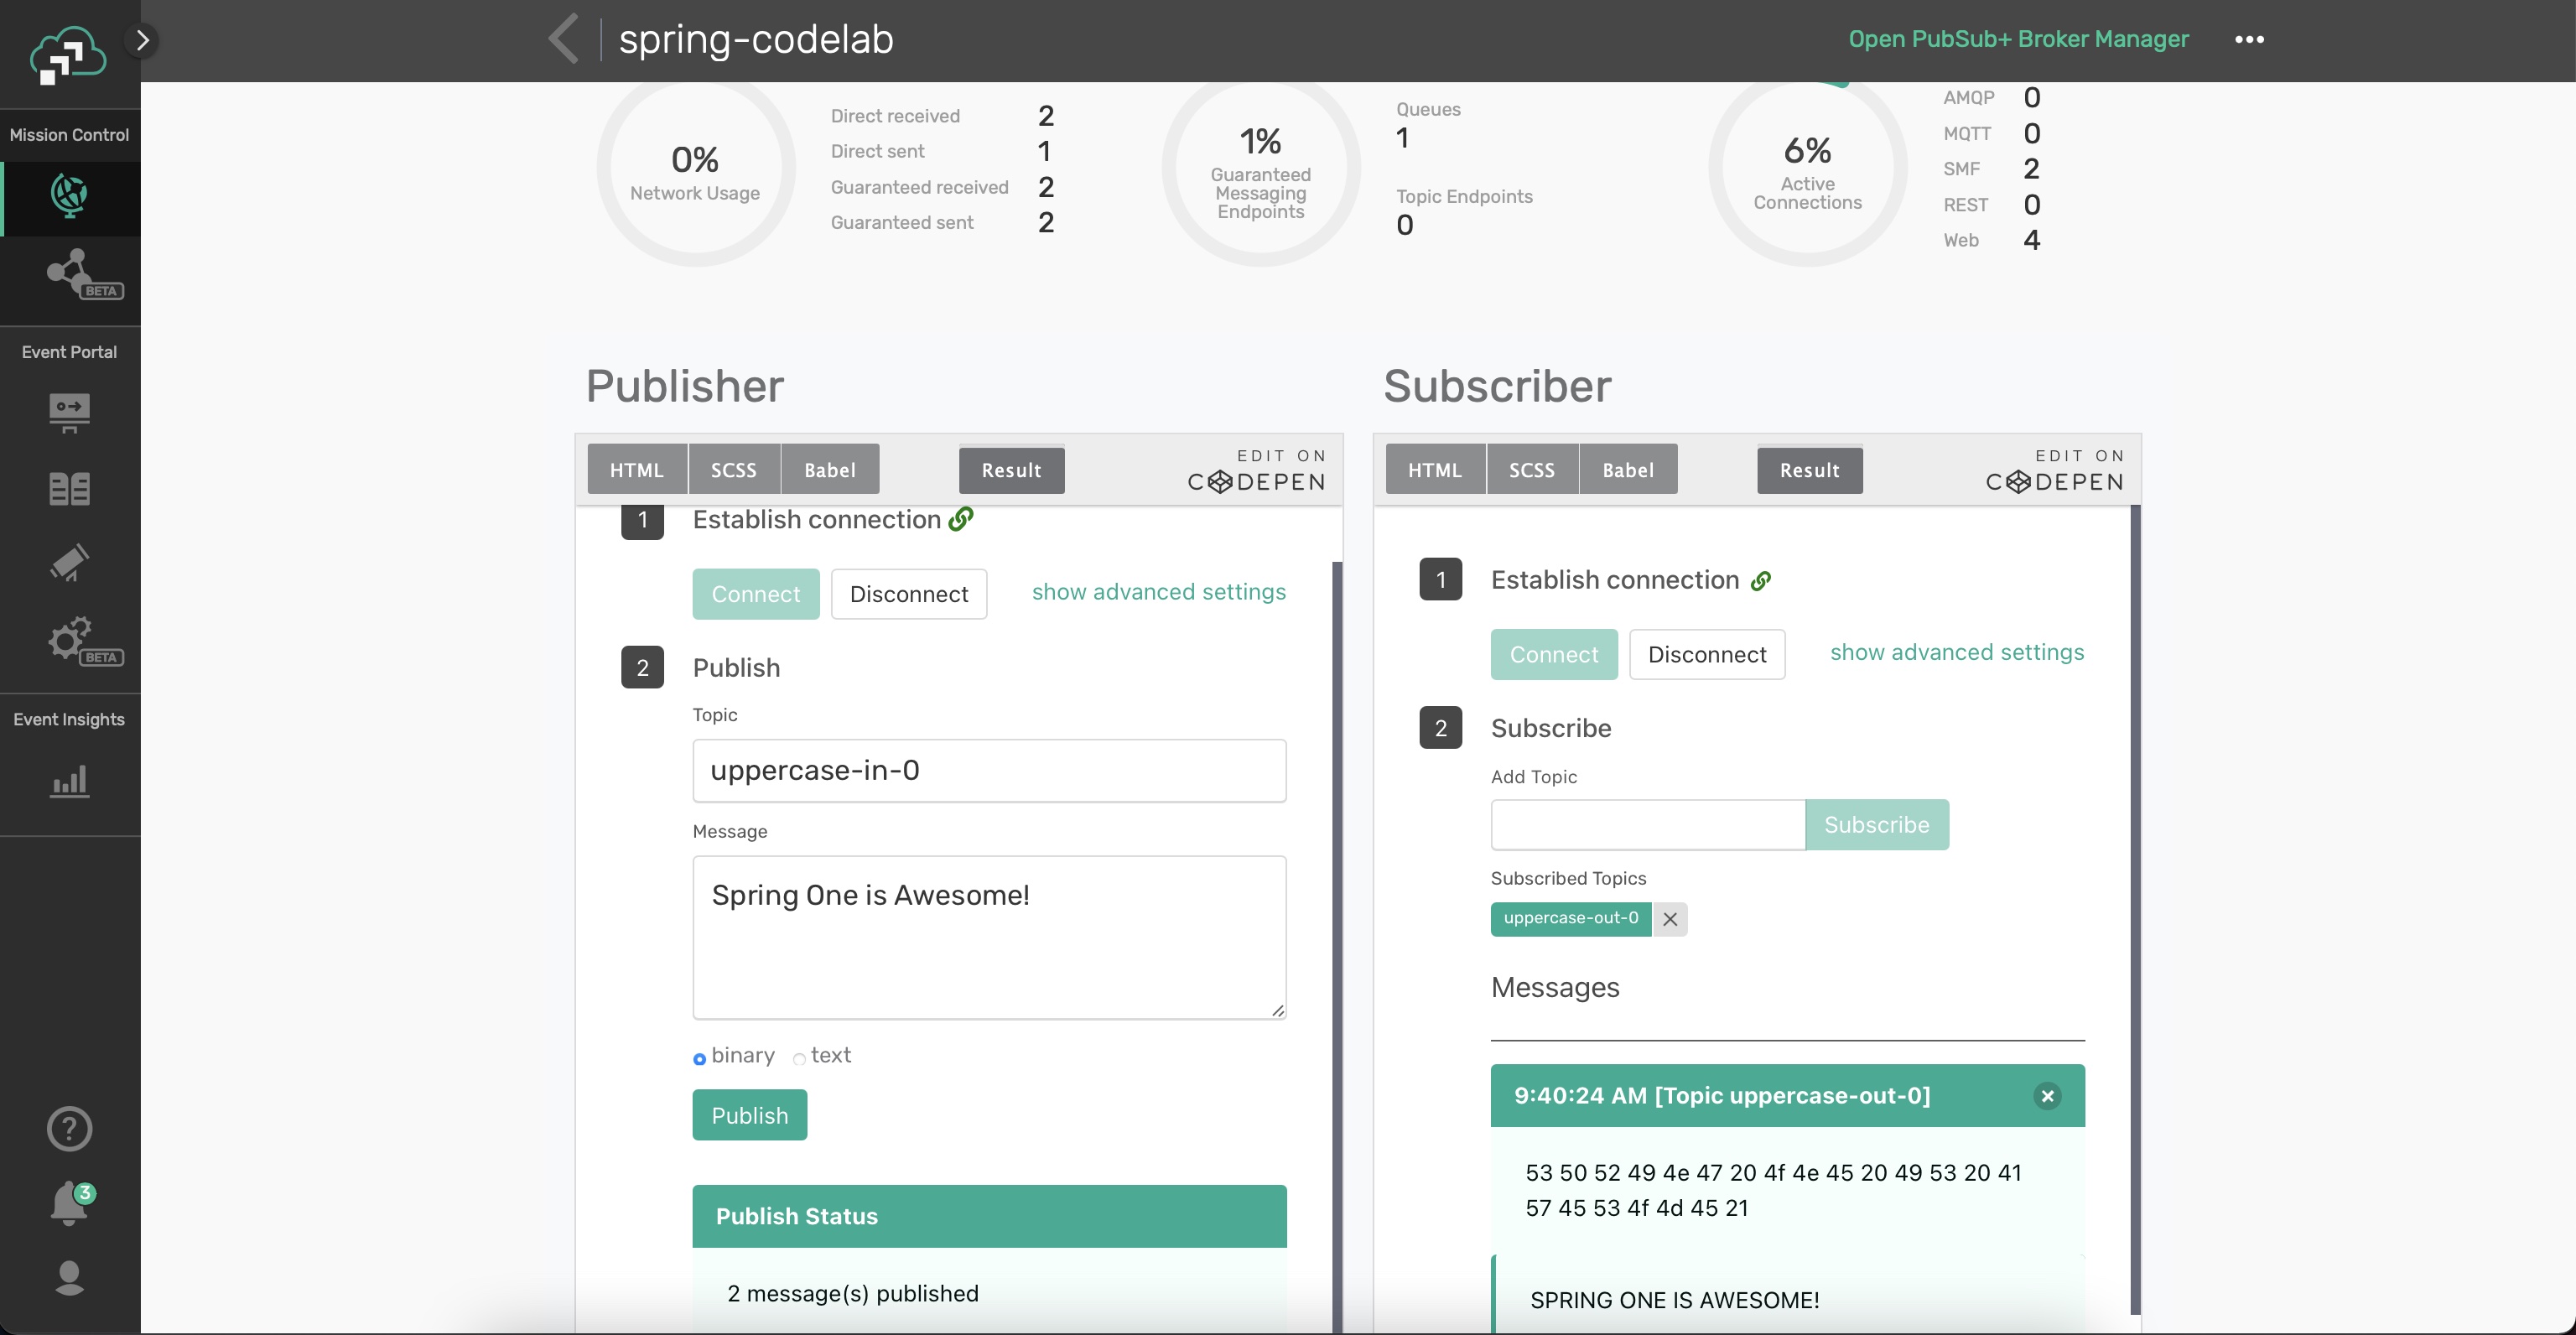 spring-codelab
Open PubSub+ Broker Manager
Mission Control
BETA
Event Portal
BETA
Event Insights
3
0%
Network Usage
Direct received 2
Direct sent 1
Guaranteed received 2
Guaranteed sent 2
1%
Guaranteed
Messaging
Endpoints
Queues
1
Topic Endpoints
0
6%
Active
Connections
AMQP 0
MQTT 0
SMF 2
REST 0
Web 4
Publisher
HTML SCSS Babel Result EDIT ON
CODEPEN
1 Establish connection
Connect Disconnect show advanced settings
2 Publish
Topic
uppercase-in-0
Message
Spring One is Awesome!
binary text
Publish
Publish Status
2 message(s) published
Subscriber
HTML SCSS Babel Result EDIT ON
CODEPEN
1 Establish connection
Connect Disconnect show advanced settings
2 Subscribe
Add Topic
Subscribe
Subscribed Topics
uppercase-out-0
Messages
9:40:24 AM [Topic uppercase-out-0]
53 50 52 49 4e 47 20 4f 4e 45 20 49 53 20 41
57 45 53 4f 4d 45 21
SPRING ONE IS AWESOME!